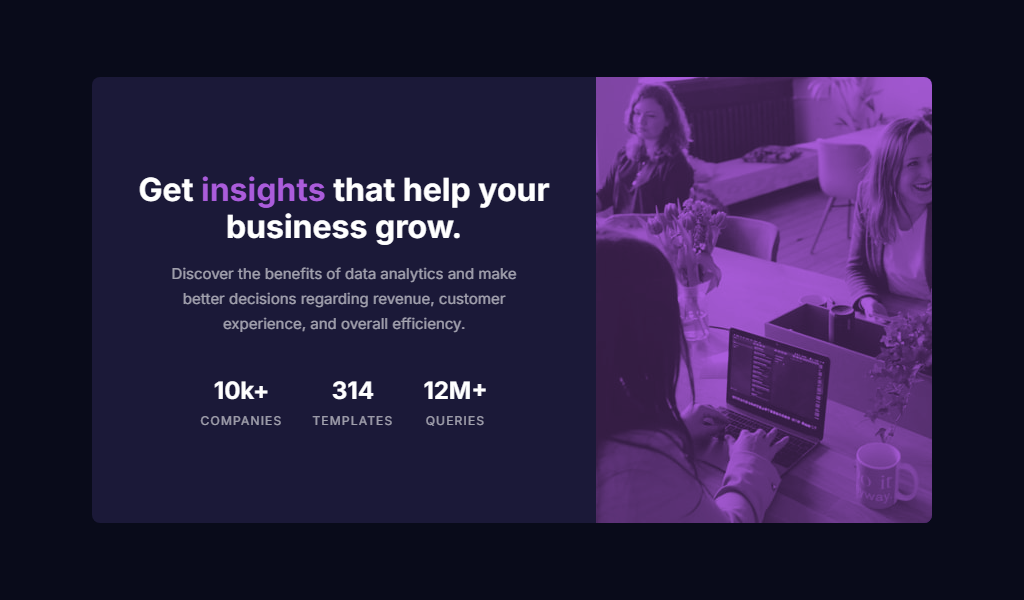 Get insights that help your
business grow.
Discover the benefits of data analytics and make
better decisions regarding revenue, customer
experience, and overall efficiency.
10k+ 314 12M+
COMPANIES TEMPLATES QUERIES